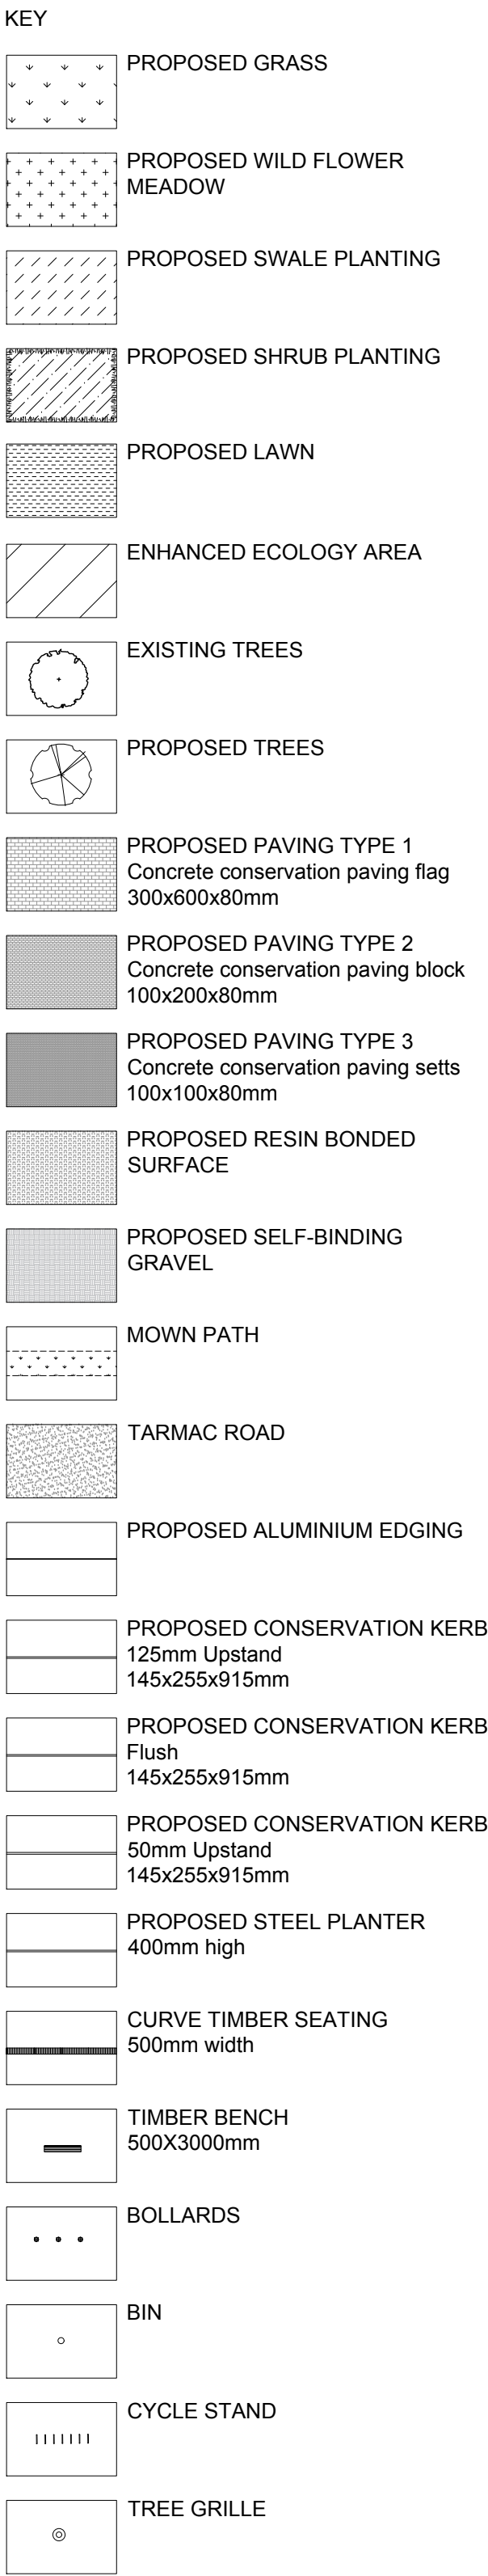 KEY
PROPOSED GRASS
PROPOSED WILD FLOWER
MEADOW
PROPOSED SWALE PLANTING
PROPOSED SHRUB PLANTING
PROPOSED LAWN
ENHANCED ECOLOGY AREA
EXISTING TREES
PROPOSED TREES
PROPOSED PAVING TYPE 1
Concrete conservation paving flag
300x600x80mm
PROPOSED PAVING TYPE 2
Concrete conservation paving block
100x200x80mm
PROPOSED PAVING TYPE 3
Concrete conservation paving setts
100x100x80mm
PROPOSED RESIN BONDED
SURFACE
PROPOSED SELF-BINDING
GRAVEL
MOWN PATH
TARMAC ROAD
PROPOSED ALUMINIUM EDGING
PROPOSED CONSERVATION KERB
125mm Upstand
145x255x915mm
PROPOSED CONSERVATION KERB
Flush
145x255x915mm
PROPOSED CONSERVATION KERB
50mm Upstand
145x255x915mm
PROPOSED STEEL PLANTER
400mm high
CURVE TIMBER SEATING
500mm width
TIMBER BENCH
500X3000mm
BOLLARDS
BIN
CYCLE STAND
TREE GRILLE